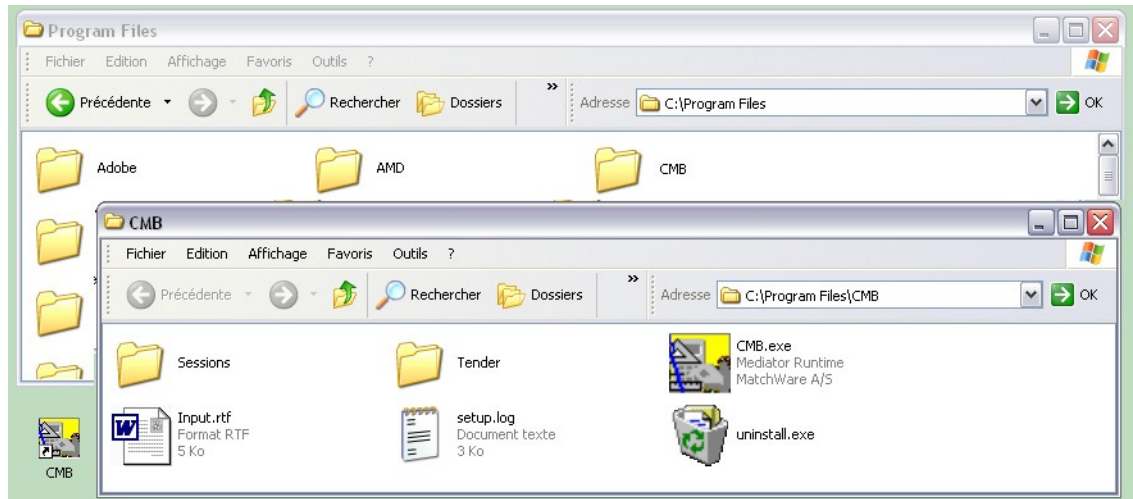 Program Files
Fichier Edition Affichage Favoris Outils ?
Précédente Rechercher Dossiers » Adresse C:\Program Files OK
Adobe AMD CMB
CMB
Fichier Edition Affichage Favoris Outils ?
Précédente Rechercher Dossiers » Adresse C:\Program Files\CMB OK
Sessions
Tender
CMB.exe
Mediator Runtime
MatchWare A/S
Input.rtf
Format RTF
5 Ko
setup.log
Document texte
3 Ko
uninstall.exe
CMB